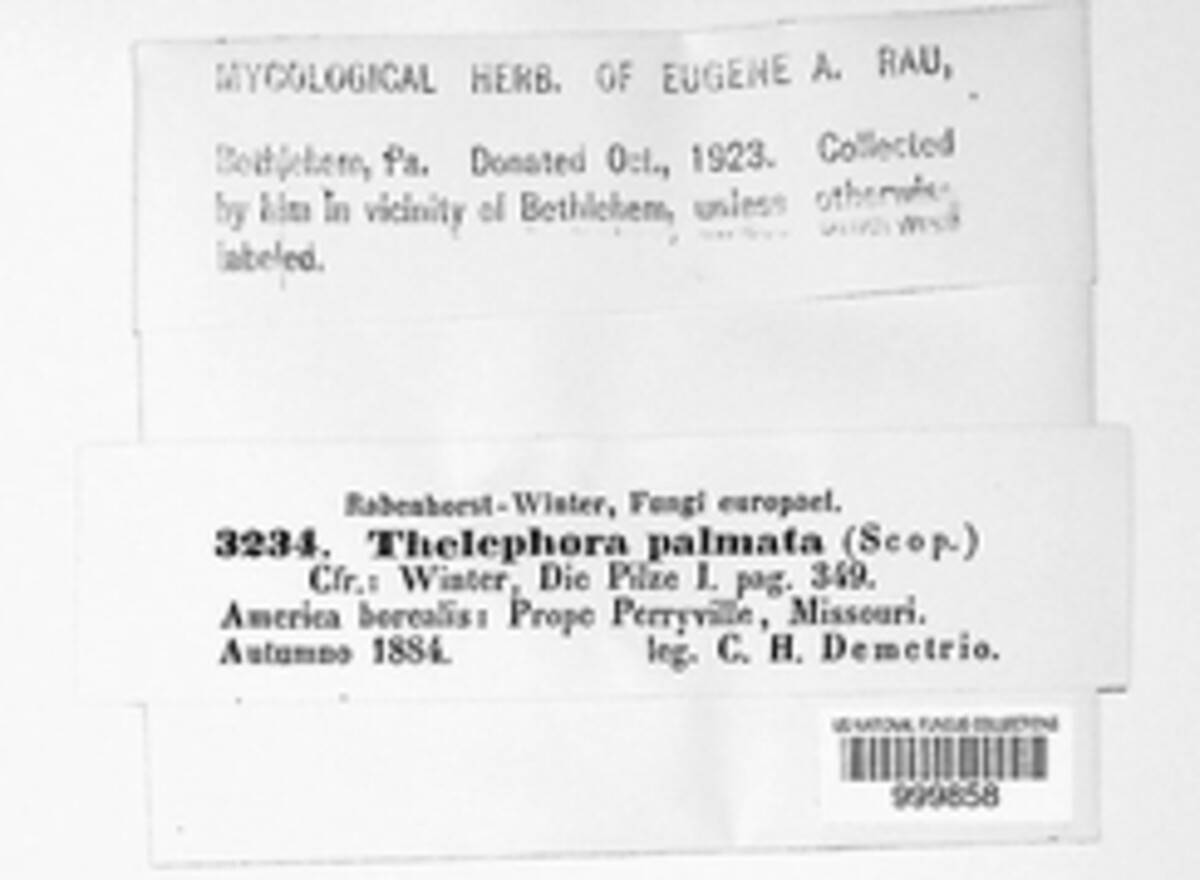 MYCOLOGICAL HERB. OF EUGENE A. RAU,
Bethlehem, Pa. Donated Oct., 1923. Collected
by him in vicinity of Bethlehem, unless otherwise
labeled.
Rabenhorst-Winter, Fungi europaei.
3234. Thelephora palmata (Scop.)
Cfr.: Winter, Die Pilze I. pag. 349.
America borealis: Prope Perryville, Missouri.
Autumno 1884. leg. C. H. Demetrio.
US NATIONAL FUNGUS COLLECTIONS
999858